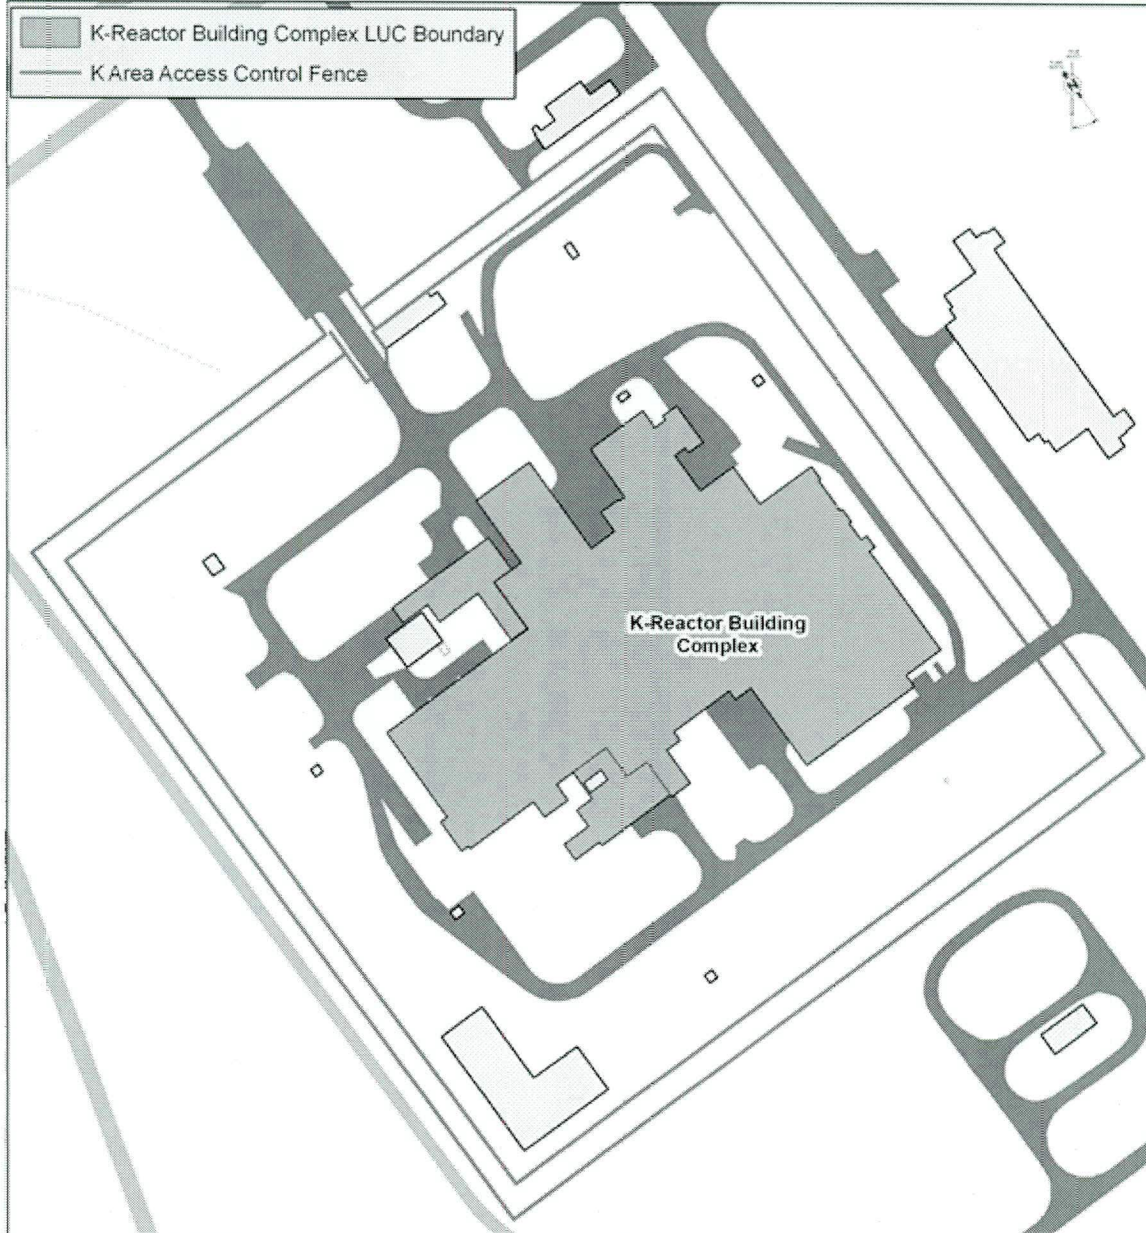 K-Reactor Building Complex LUC Boundary
K Area Access Control Fence
K-Reactor Building
Complex